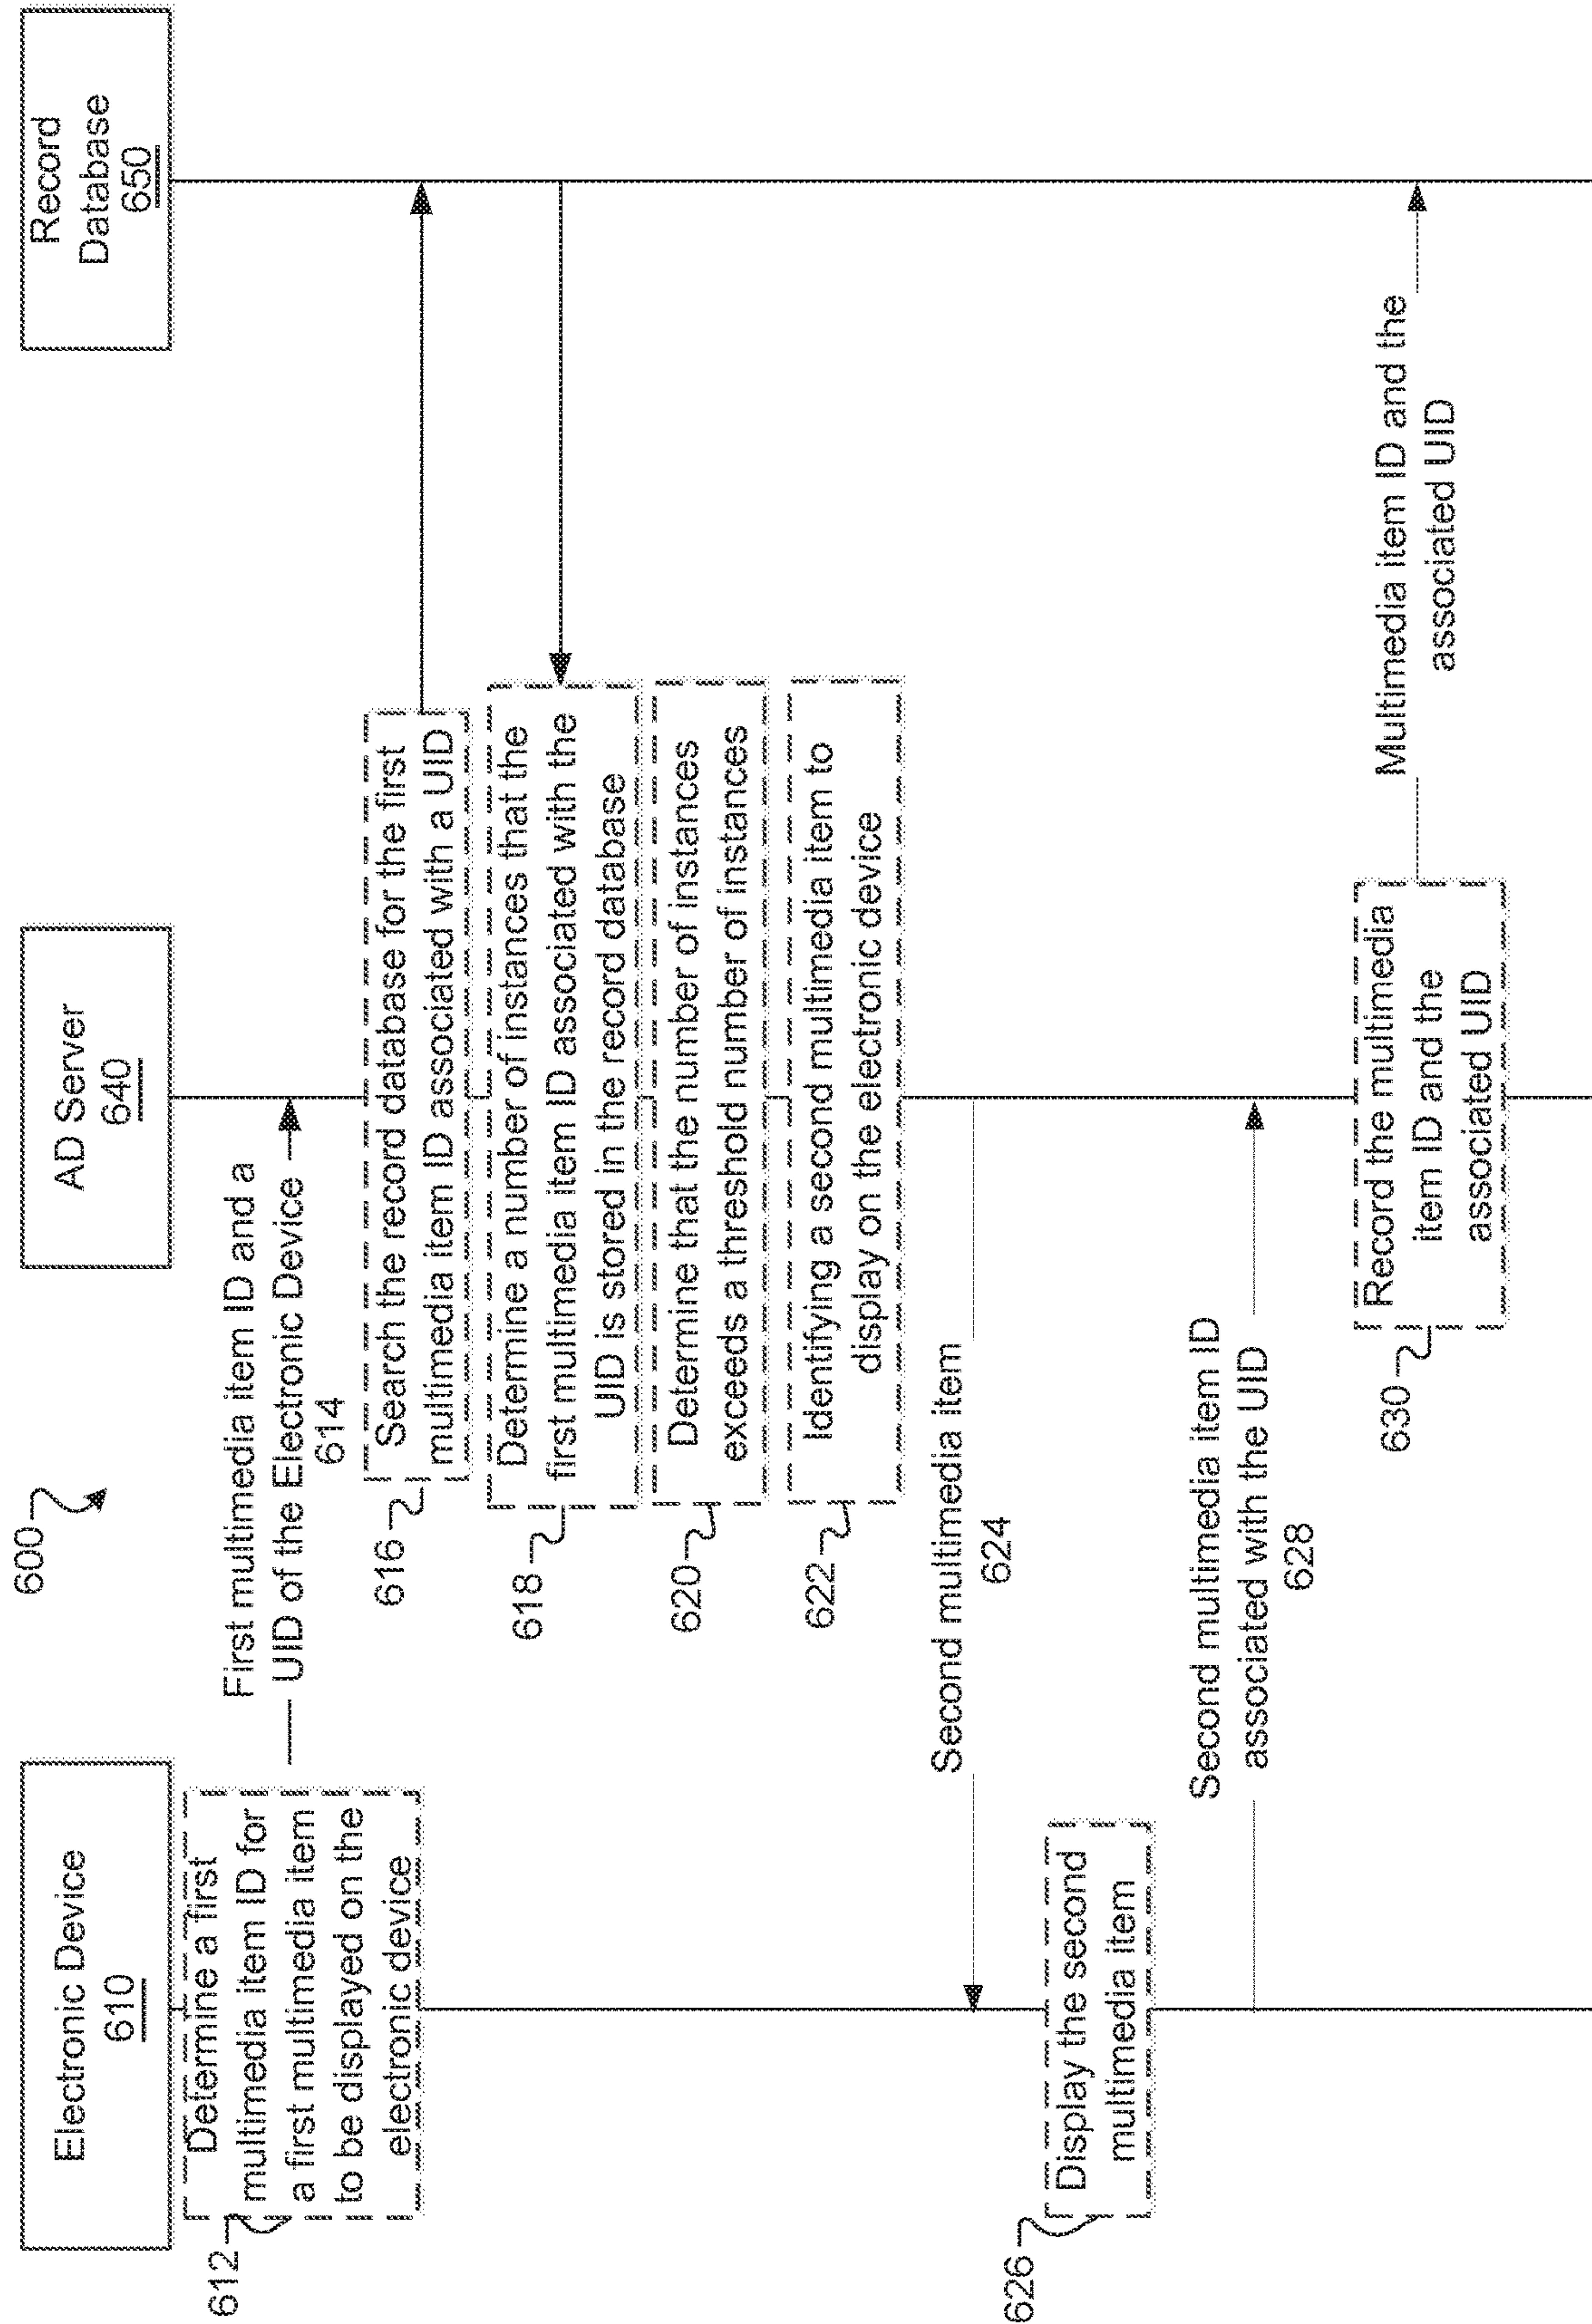 600
Electronic Device
610
AD Server
640
Record
Database
650
612
Determine a first
multimedia item ID for
a first multimedia item
to be displayed on the
electronic device
First multimedia item ID and a
UID of the Electronic Device
614
616
Search the record database for the first
multimedia item ID associated with a UID
618
Determine a number of instances that the
first multimedia item ID associated with the
UID is stored in the record database
620
Determine that the number of instances
exceeds a threshold number of instances
622
Identifying a second multimedia item to
display on the electronic device
Second multimedia item
624
626
Display the second
multimedia item
Second multimedia item ID
associated with the UID
628
630
Record the multimedia
item ID and the
associated UID
Multimedia item ID and the
associated UID